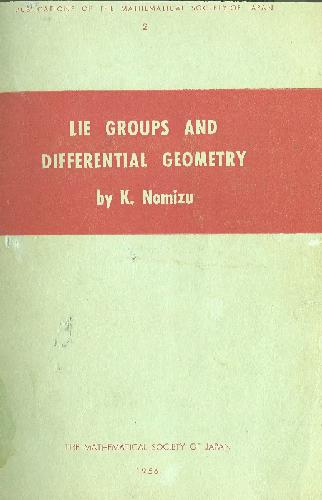 PUBLICATIONS OF THE MATHEMATICAL SOCIETY OF JAPAN
2
LIE GROUPS AND
DIFFERENTIAL GEOMETRY
by K. Nomizu
THE MATHEMATICAL SOCIETY OF JAPAN
1956